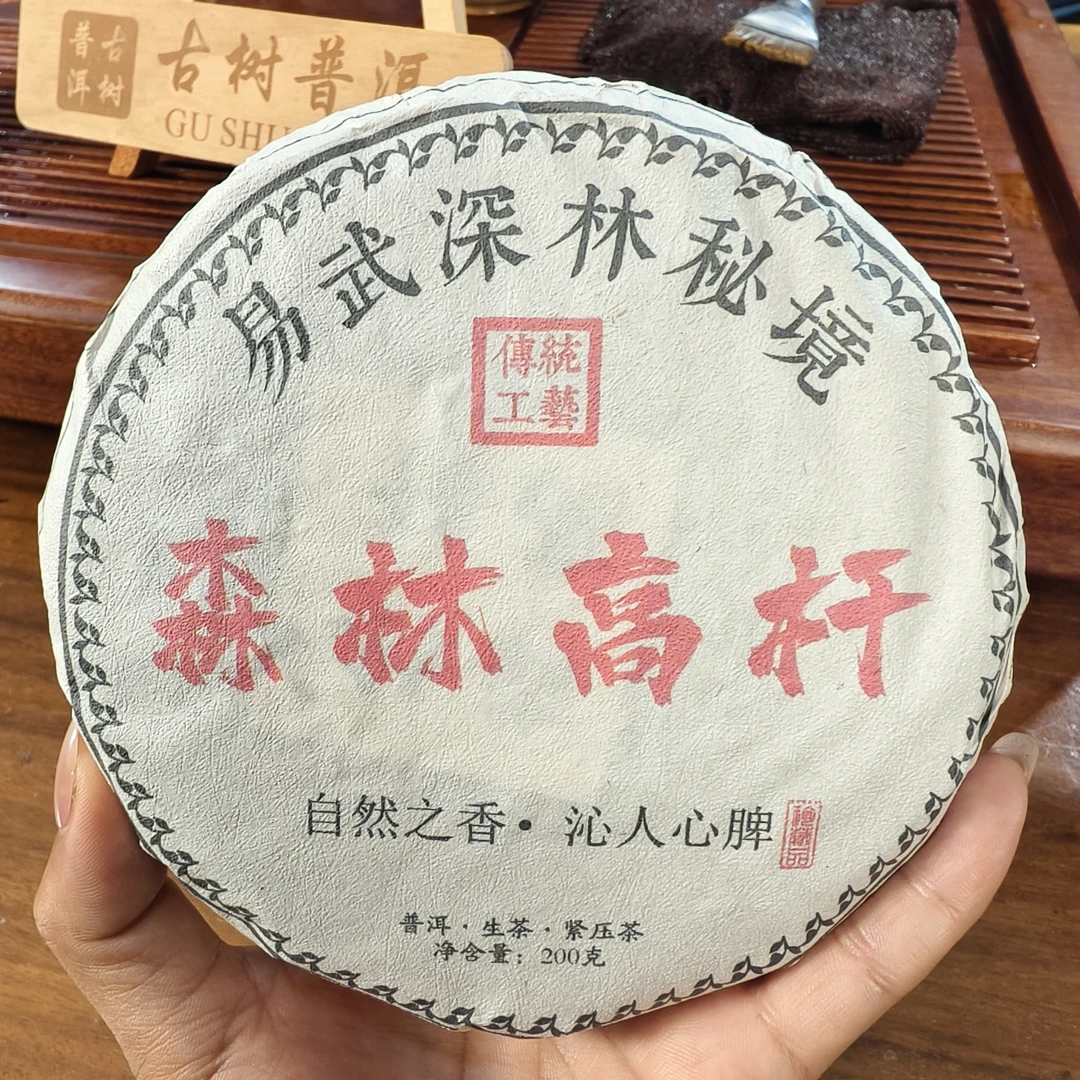 古树
普洱
古树普洱
GU SHU
易武深林秘境
傳統
工藝
森林高杆
自然之香·沁人心脾
普洱·生茶·紧压茶
净含量：200克